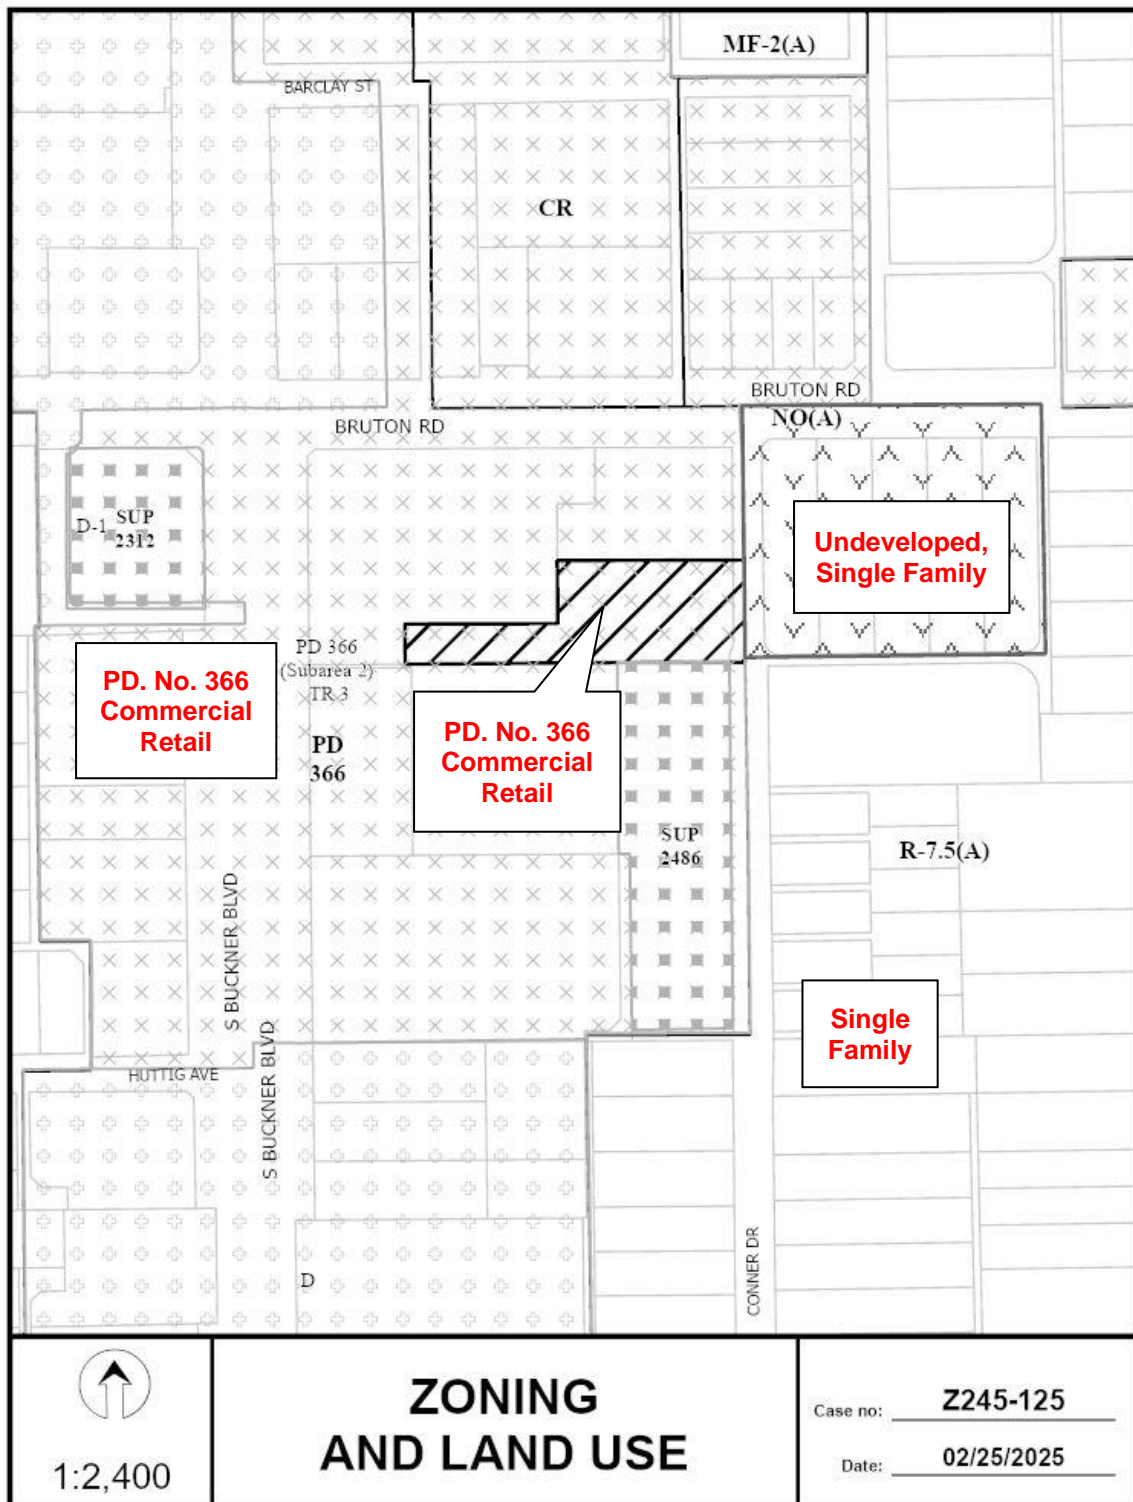 MF-2(A)
BARCLAY ST
CR
BRUTON RD
BRUTON RD
NO(A)
D-1
SUP
2312
Undeveloped,
Single Family
PD 366
(Subarea 2)
TR 3
PD. No. 366
Commercial
Retail
PD. No. 366
Commercial
Retail
PD
366
SUP
2486
R-7.5(A)
S BUCKNER BLVD
Single
Family
S BUCKNER BLVD
HUTTIG AVE
CONNER DR
D
1:2,400
ZONING
AND LAND USE
Case no: Z245-125
Date: 02/25/2025